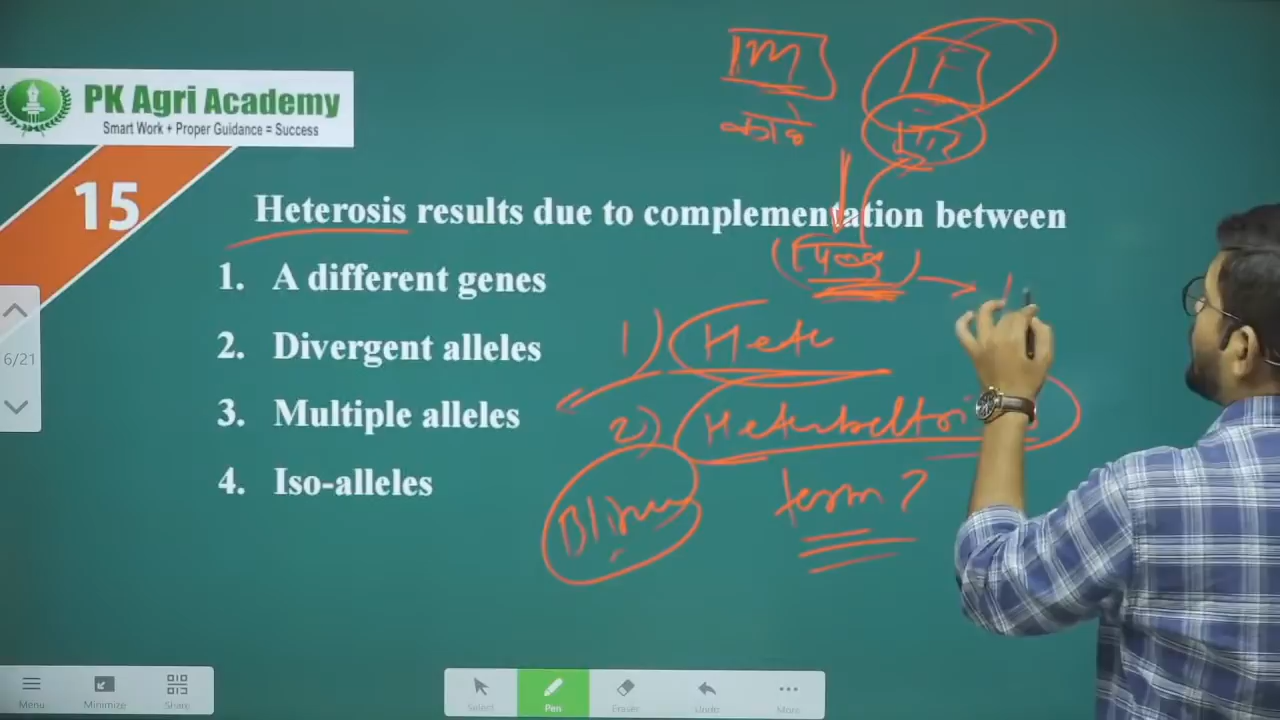 PK Agri Academy
Smart Work + Proper Guidance = Success
15
Heterosis results due to complementation between
1. A different genes
2. Divergent alleles
3. Multiple alleles
4. Iso-alleles
1M
1F
1) Hete
2)
term?
6/21
Menu
Minimize
Share
Select
Pen
Eraser
Undo
More